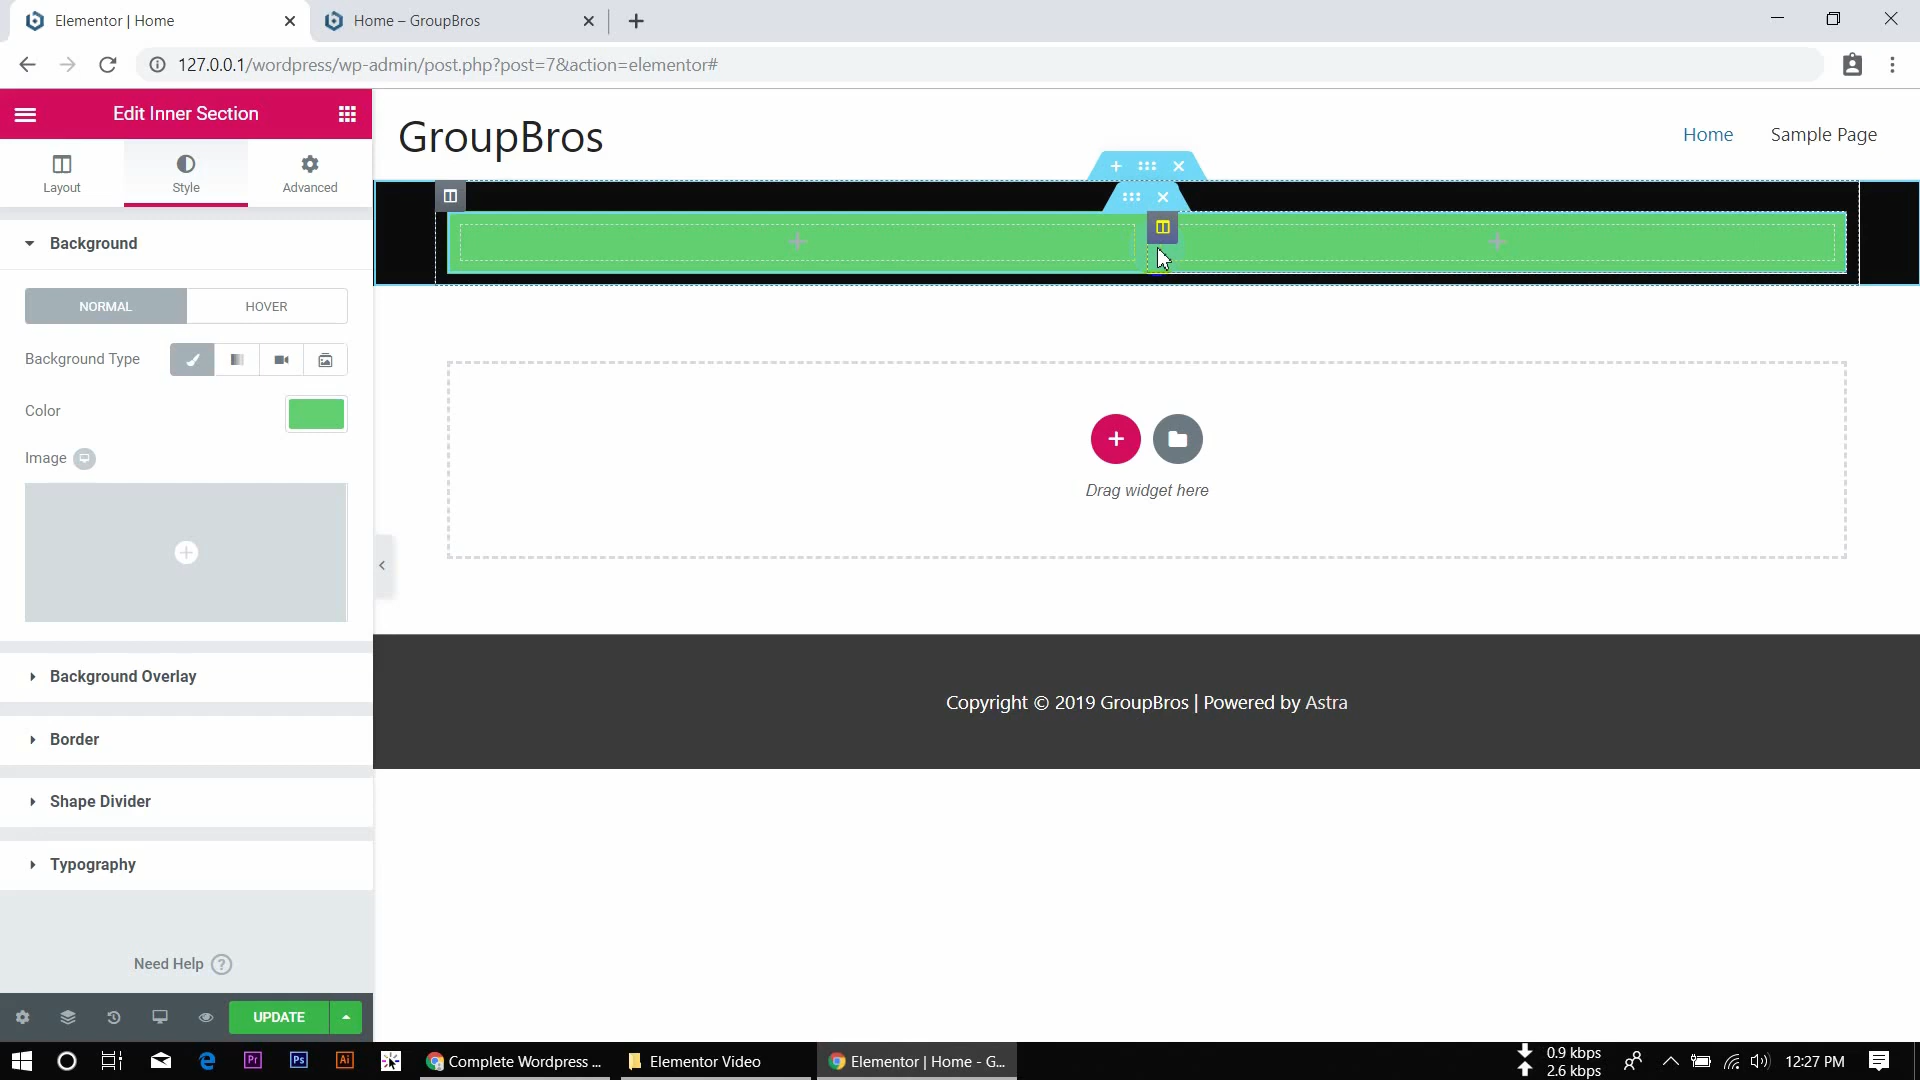 Elementor | Home
Home – GroupBros
127.0.0.1/wordpress/wp-admin/post.php?post=7&action=elementor#
Edit Inner Section
Layout
Style
Advanced
Background
NORMAL
HOVER
Background Type
Color
Image
Background Overlay
Border
Shape Divider
Typography
Need Help ?
UPDATE
GroupBros
Home
Sample Page
Drag widget here
Copyright © 2019 GroupBros | Powered by Astra
Pr
Ps
Ai
Complete Wordpress ...
Elementor Video
Elementor | Home - G...
0.9 kbps
2.6 kbps
12:27 PM